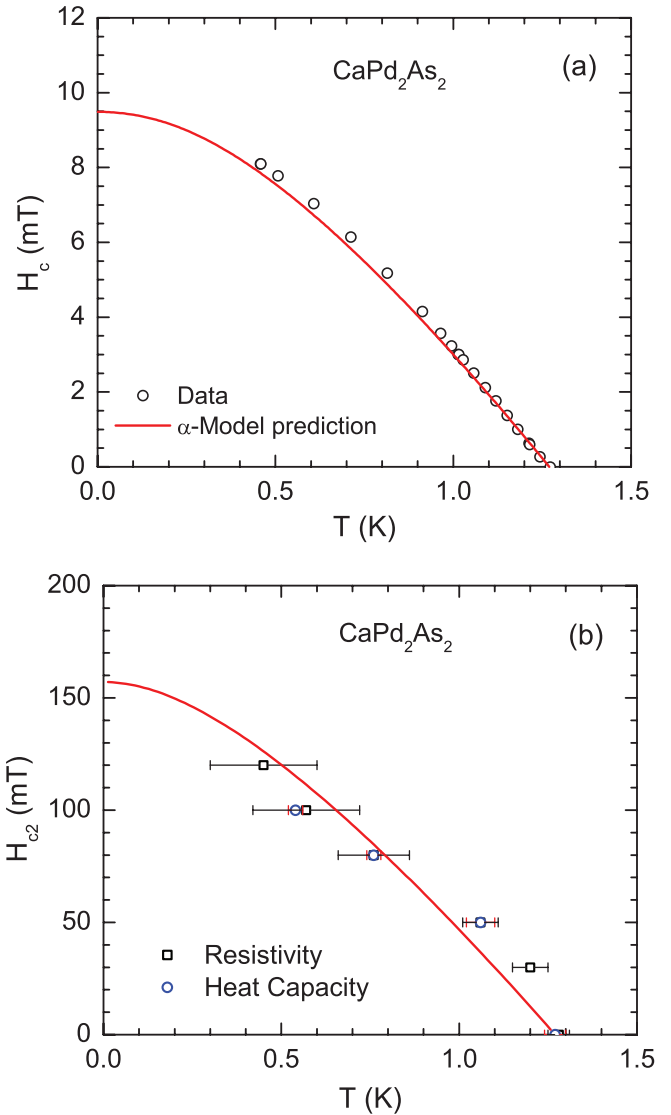 12
CaPd₂As₂
(a)
10
8
6
4
2
0
H_c (mT)
Data
α-Model prediction
0.0 0.5 1.0 1.5
T (K)
200
CaPd₂As₂
(b)
150
100
50
0
H_c2 (mT)
Resistivity
Heat Capacity
0.0 0.5 1.0 1.5
T (K)